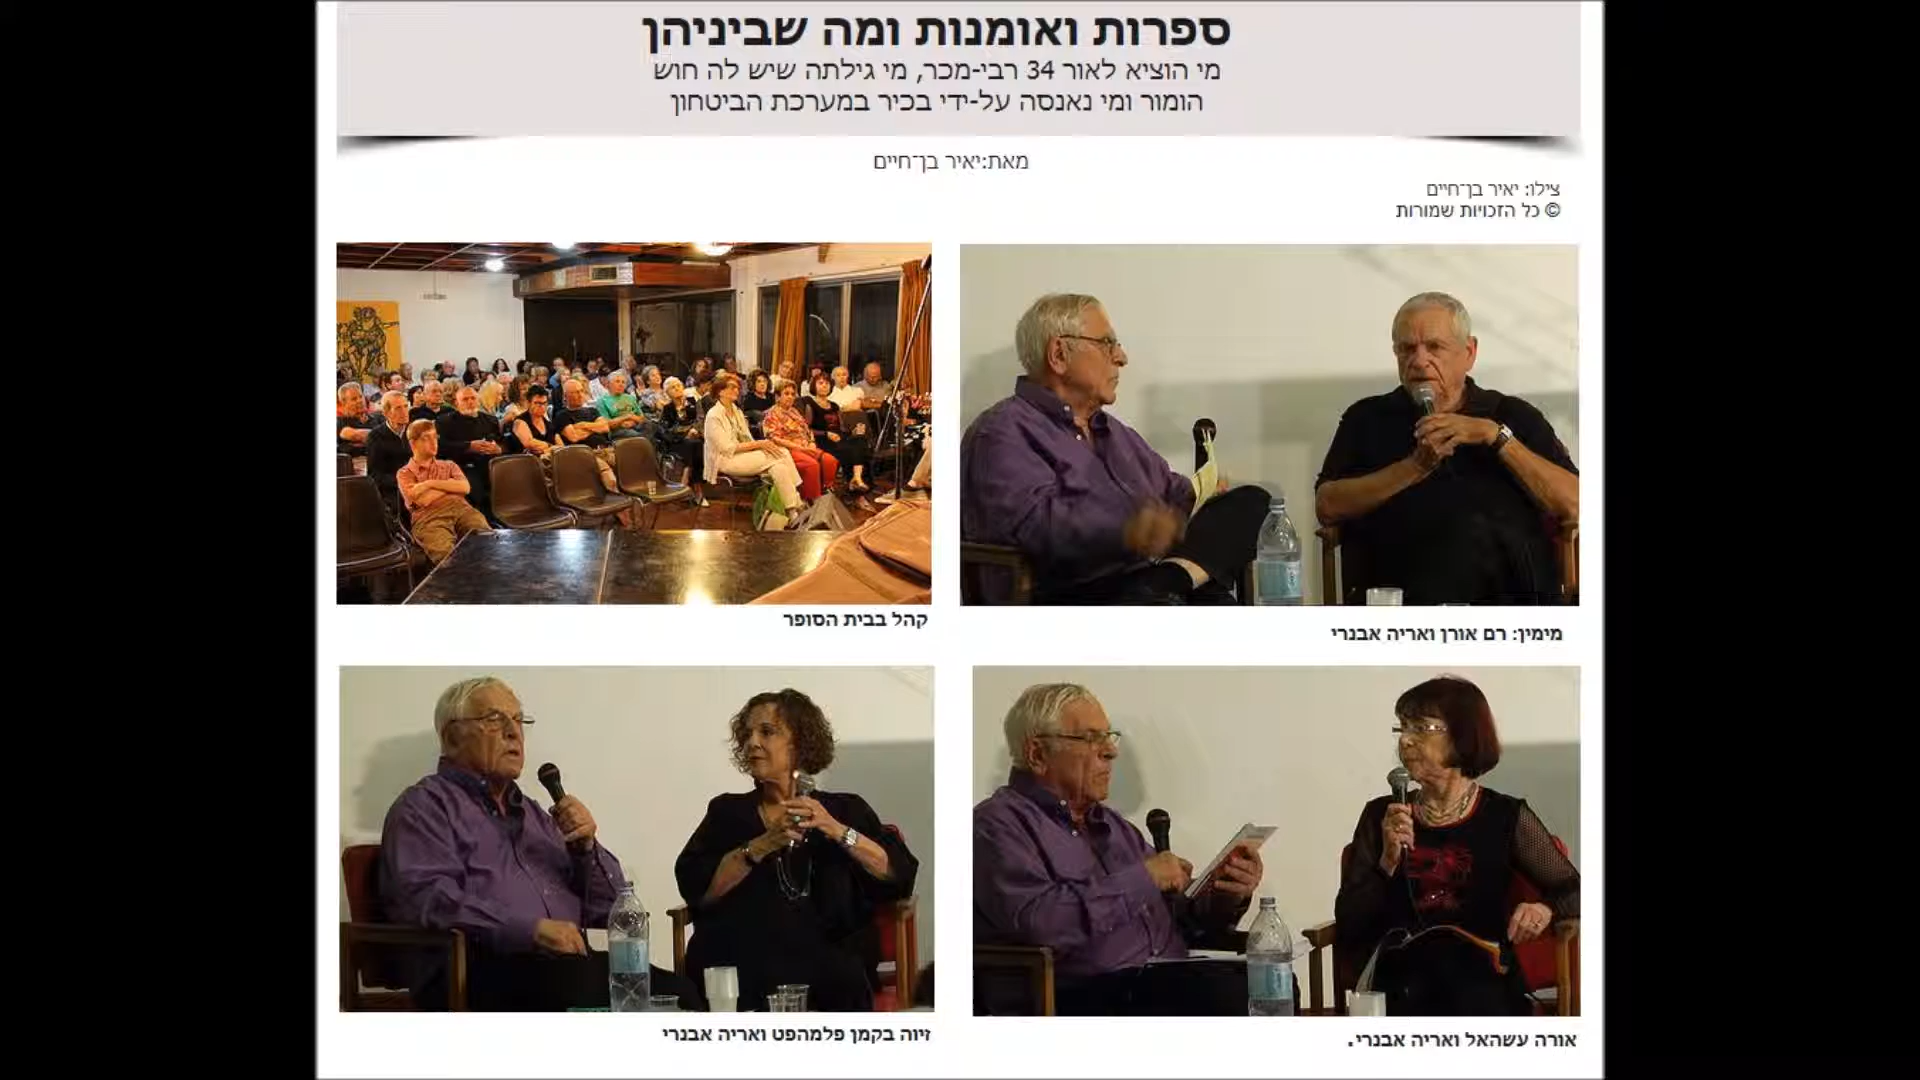 ספרות ואומנות ומה שביניהן
מי הוציא לאור 34 רבי-מכר, מי גילתה שיש לה חוש
הומור ומי נאנסה על-ידי בכיר במערכת הביטחון
מאת:יאיר בן־חיים
צילו: יאיר בן־חיים
© כל הזכויות שמורות
מימין: רם אורן ואריה אבנרי
קהל בבית הסופר
אורה עשהאל ואריה אבנרי.
זיוה בקמן פלמהפט ואריה אבנרי